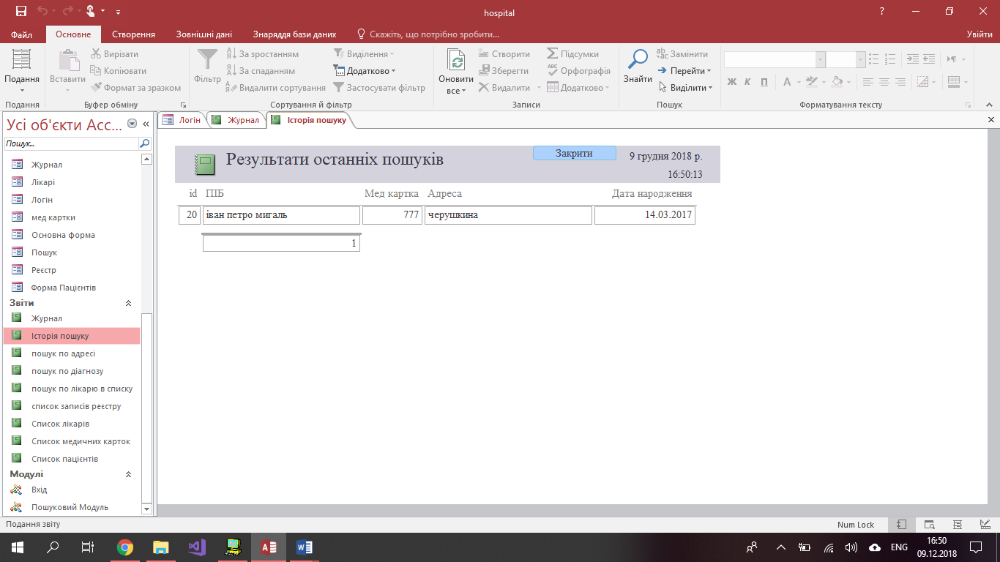 hospital
?
Файл Основне Створення Зовнішні дані Знаряддя бази даних Скажіть, що потрібно зробити... Увійти
Подання
Вставити
Вирізати
Копіювати
Формат за зразком
Фільтр
За зростанням
За спаданням
Видалити сортування
Виділення
Додатково
Застосувати фільтр
Оновити все
Створити
Зберегти
Видалити
Підсумки
Орфографія
Додатково
Знайти
Замінити
Перейти
Виділити
Ж К П А
Подання Буфер обміну Сортування й фільтр Записи Пошук Форматування тексту
Усі об'єкти Acc...
Пошук...
Журнал
Лікарі
Логін
мед картки
Основна форма
Пошук
Реєстр
Форма Пацієнтів
Звіти
Журнал
Історія пошуку
пошук по адресі
пошук по діагнозу
пошук по лікарю в списку
список записів реєстру
Список лікарів
Список медичних карток
Список пацієнтів
Модулі
Вхід
Пошуковий Модуль
Логін Журнал Історія пошуку
Результати останніх пошуків
Закрити
9 грудня 2018 р.
16:50:13
id ПІБ Мед картка Адреса Дата народження
20 іван петро мигаль 777 черушкина 14.03.2017
1
Подання звіту
Num Lock
ENG
16:50
09.12.2018